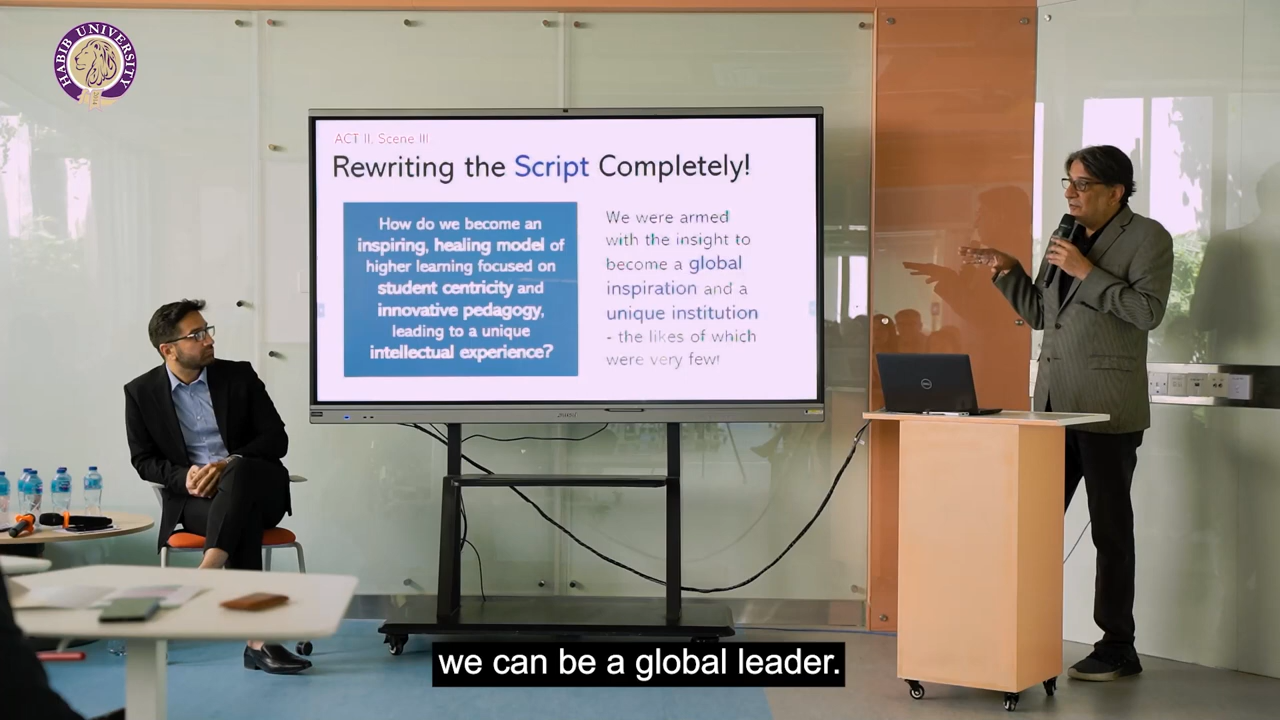 HABIB UNIVERSITY
ACT II, Scene III
Rewriting the Script Completely!
How do we become an
inspiring, healing model of
higher learning focused on
student centricity and
innovative pedagogy,
leading to a unique
intellectual experience?
We were armed
with the insight to
become a global
inspiration and a
unique institution
- the likes of which
were very few!
DELL
we can be a global leader.